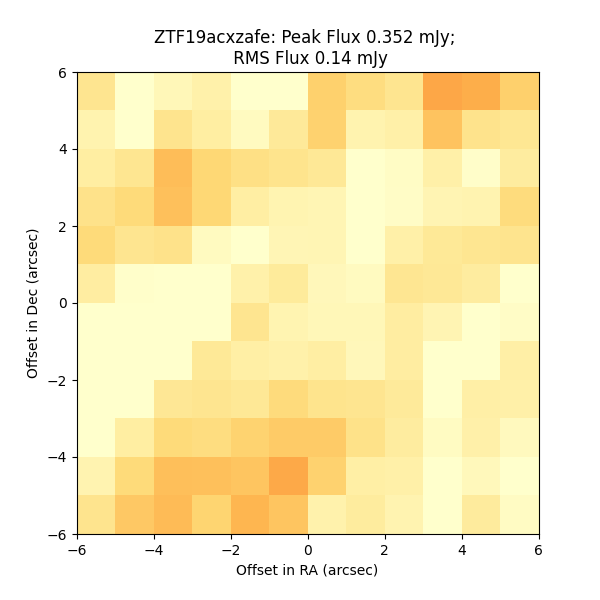 ZTF19acxzafe: Peak Flux 0.352 mJy;
RMS Flux 0.14 mJy
6
4
2
0
−2
−4
−6
Offset in Dec (arcsec)
−6 −4 −2 0 2 4 6
Offset in RA (arcsec)